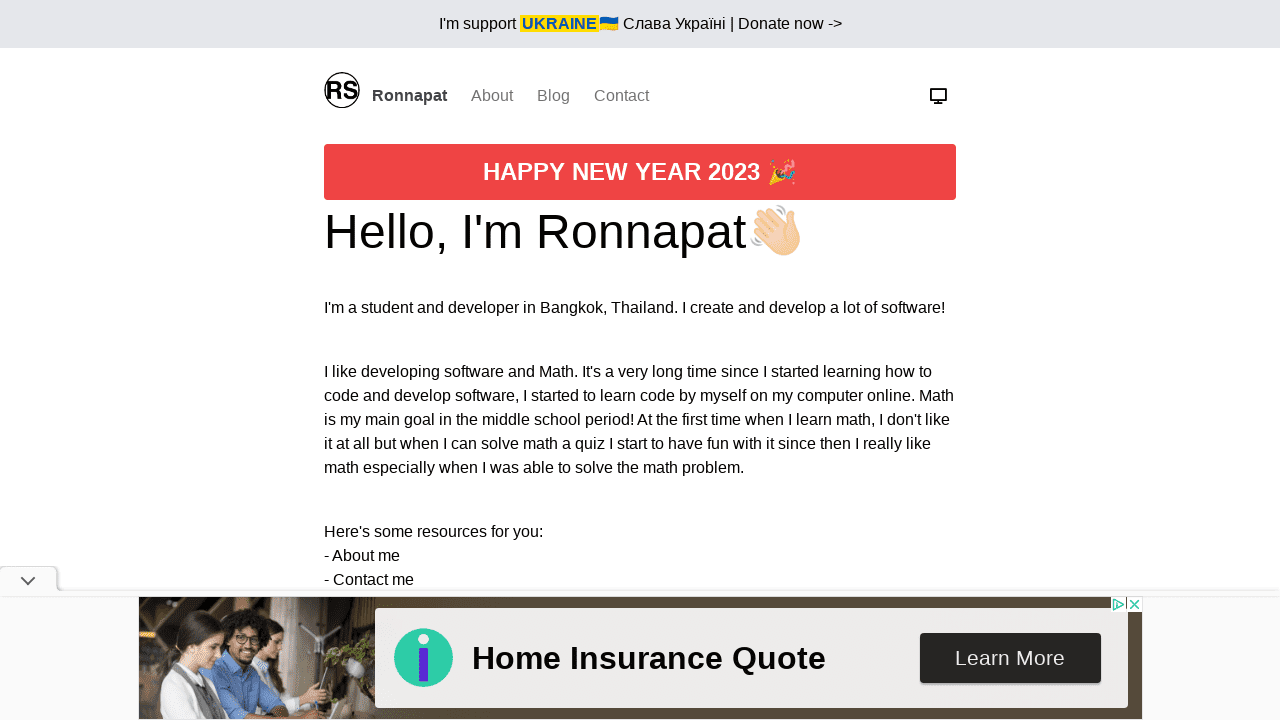 I'm support UKRAINE🇺🇦 Слава Україні | Donate now ->
RS Ronnapat About Blog Contact
HAPPY NEW YEAR 2023 🎉
Hello, I'm Ronnapat👋🏻
I'm a student and developer in Bangkok, Thailand. I create and develop a lot of software!
I like developing software and Math. It's a very long time since I started learning how to
code and develop software, I started to learn code by myself on my computer online. Math
is my main goal in the middle school period! At the first time when I learn math, I don't like
it at all but when I can solve math a quiz I start to have fun with it since then I really like
math especially when I was able to solve the math problem.
Here's some resources for you:
- About me
- Contact me
Home Insurance Quote
Learn More